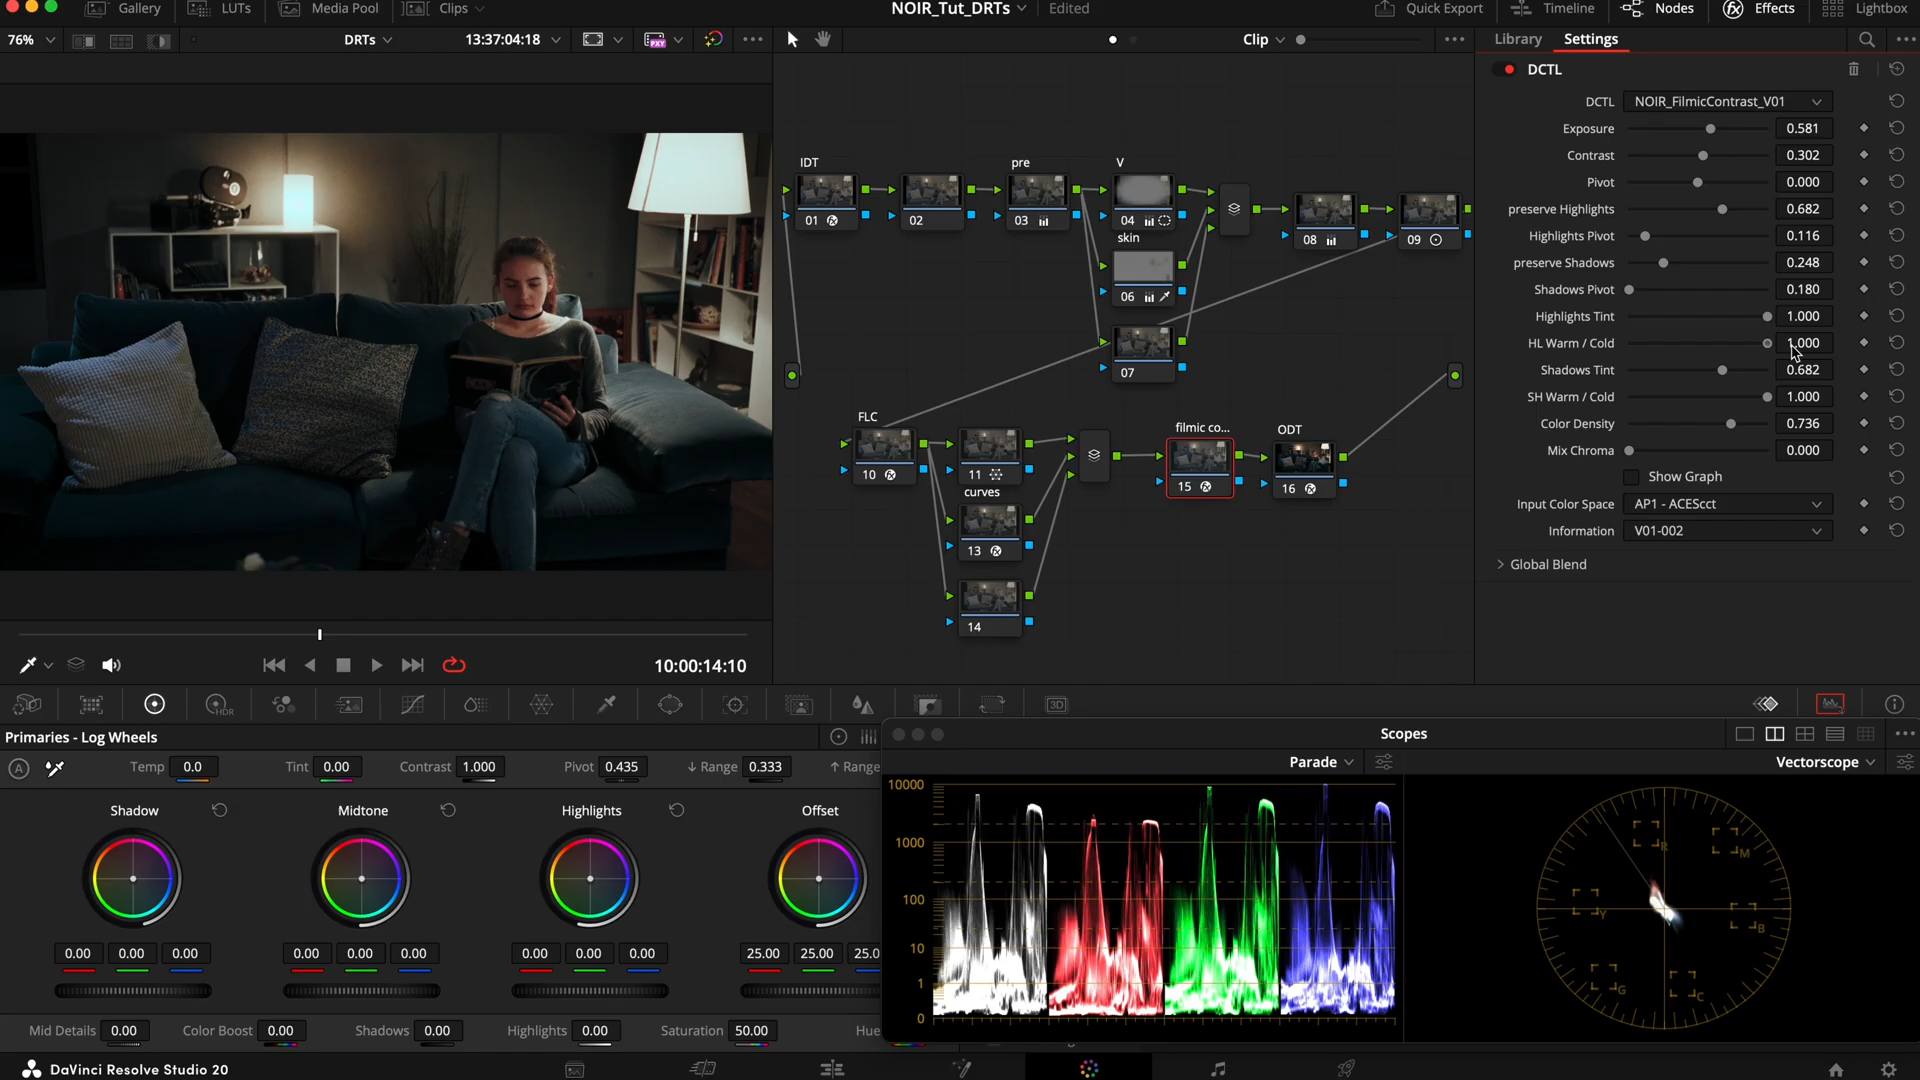 Gallery LUTs Media Pool Clips NOIR_Tut_DRTs Edited Quick Export Timeline Nodes Effects Lightbox
76% DRTs 13:37:04:18 PXY Clip Library Settings
DCTL
DCTL NOIR_FilmicContrast_V01
Exposure 0.581
Contrast 0.302
Pivot 0.000
preserve Highlights 0.682
Highlights Pivot 0.116
preserve Shadows 0.248
Shadows Pivot 0.180
Highlights Tint 1.000
HL Warm / Cold 1.000
Shadows Tint 0.682
SH Warm / Cold 1.000
Color Density 0.736
Mix Chroma 0.000
Show Graph
Input Color Space AP1 - ACEScct
Information V01-002
Global Blend
IDT pre V
01 02 03 04
skin
08 09
06
07
FLC filmic co... ODT
10 11 15 16
curves
13
14
10:00:14:10
HDR 3D
Primaries - Log Wheels
Temp 0.0 Tint 0.00 Contrast 1.000 Pivot 0.435 ↓ Range 0.333 ↑ Range
Shadow Midtone Highlights Offset
0.00 0.00 0.00 0.00 0.00 0.00 0.00 0.00 0.00 25.00 25.00 25.0
Mid Details 0.00 Color Boost 0.00 Shadows 0.00 Highlights 0.00 Saturation 50.00 Hue
Scopes
Parade Vectorscope
10000
1000
100
10
1
0
R M
Y B
G C
DaVinci Resolve Studio 20